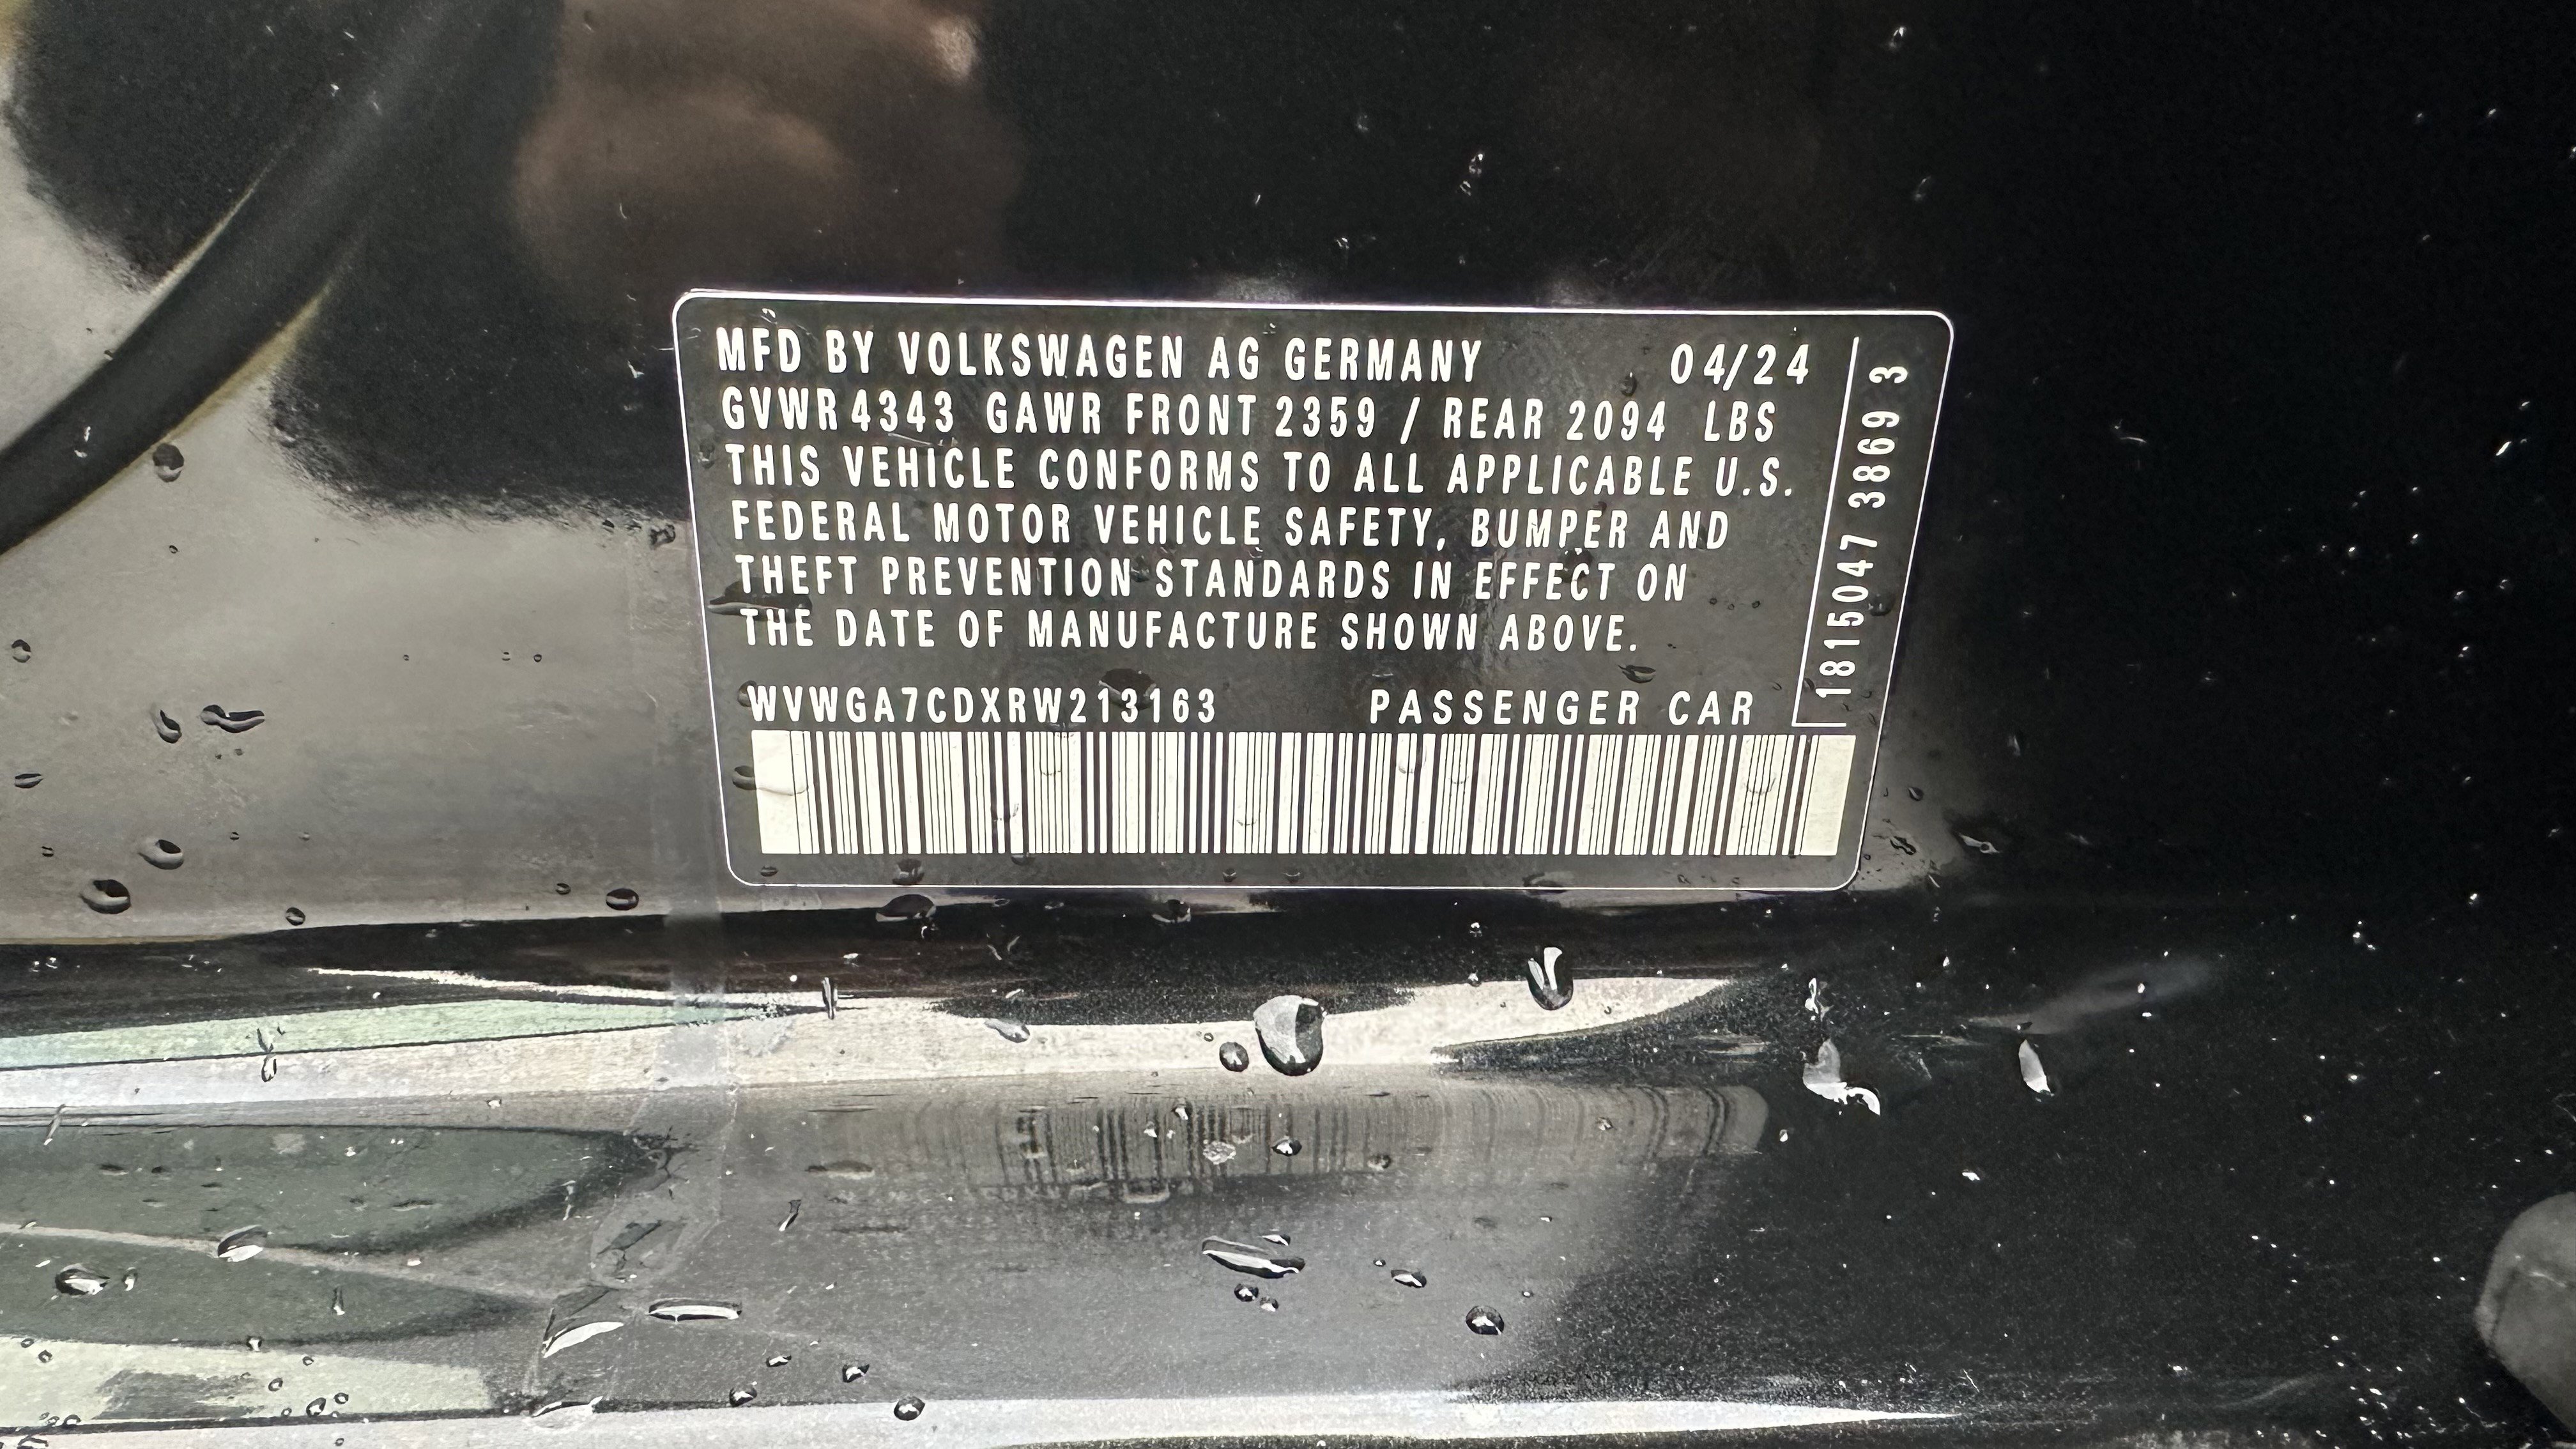 MFD BY VOLKSWAGEN AG GERMANY 04/24
GVWR 4343 GAWR FRONT 2359 / REAR 2094 LBS
THIS VEHICLE CONFORMS TO ALL APPLICABLE U.S.
FEDERAL MOTOR VEHICLE SAFETY, BUMPER AND
THEFT PREVENTION STANDARDS IN EFFECT ON
THE DATE OF MANUFACTURE SHOWN ABOVE.
WVWGA7CDXRW213163 PASSENGER CAR
1815047 3869 3